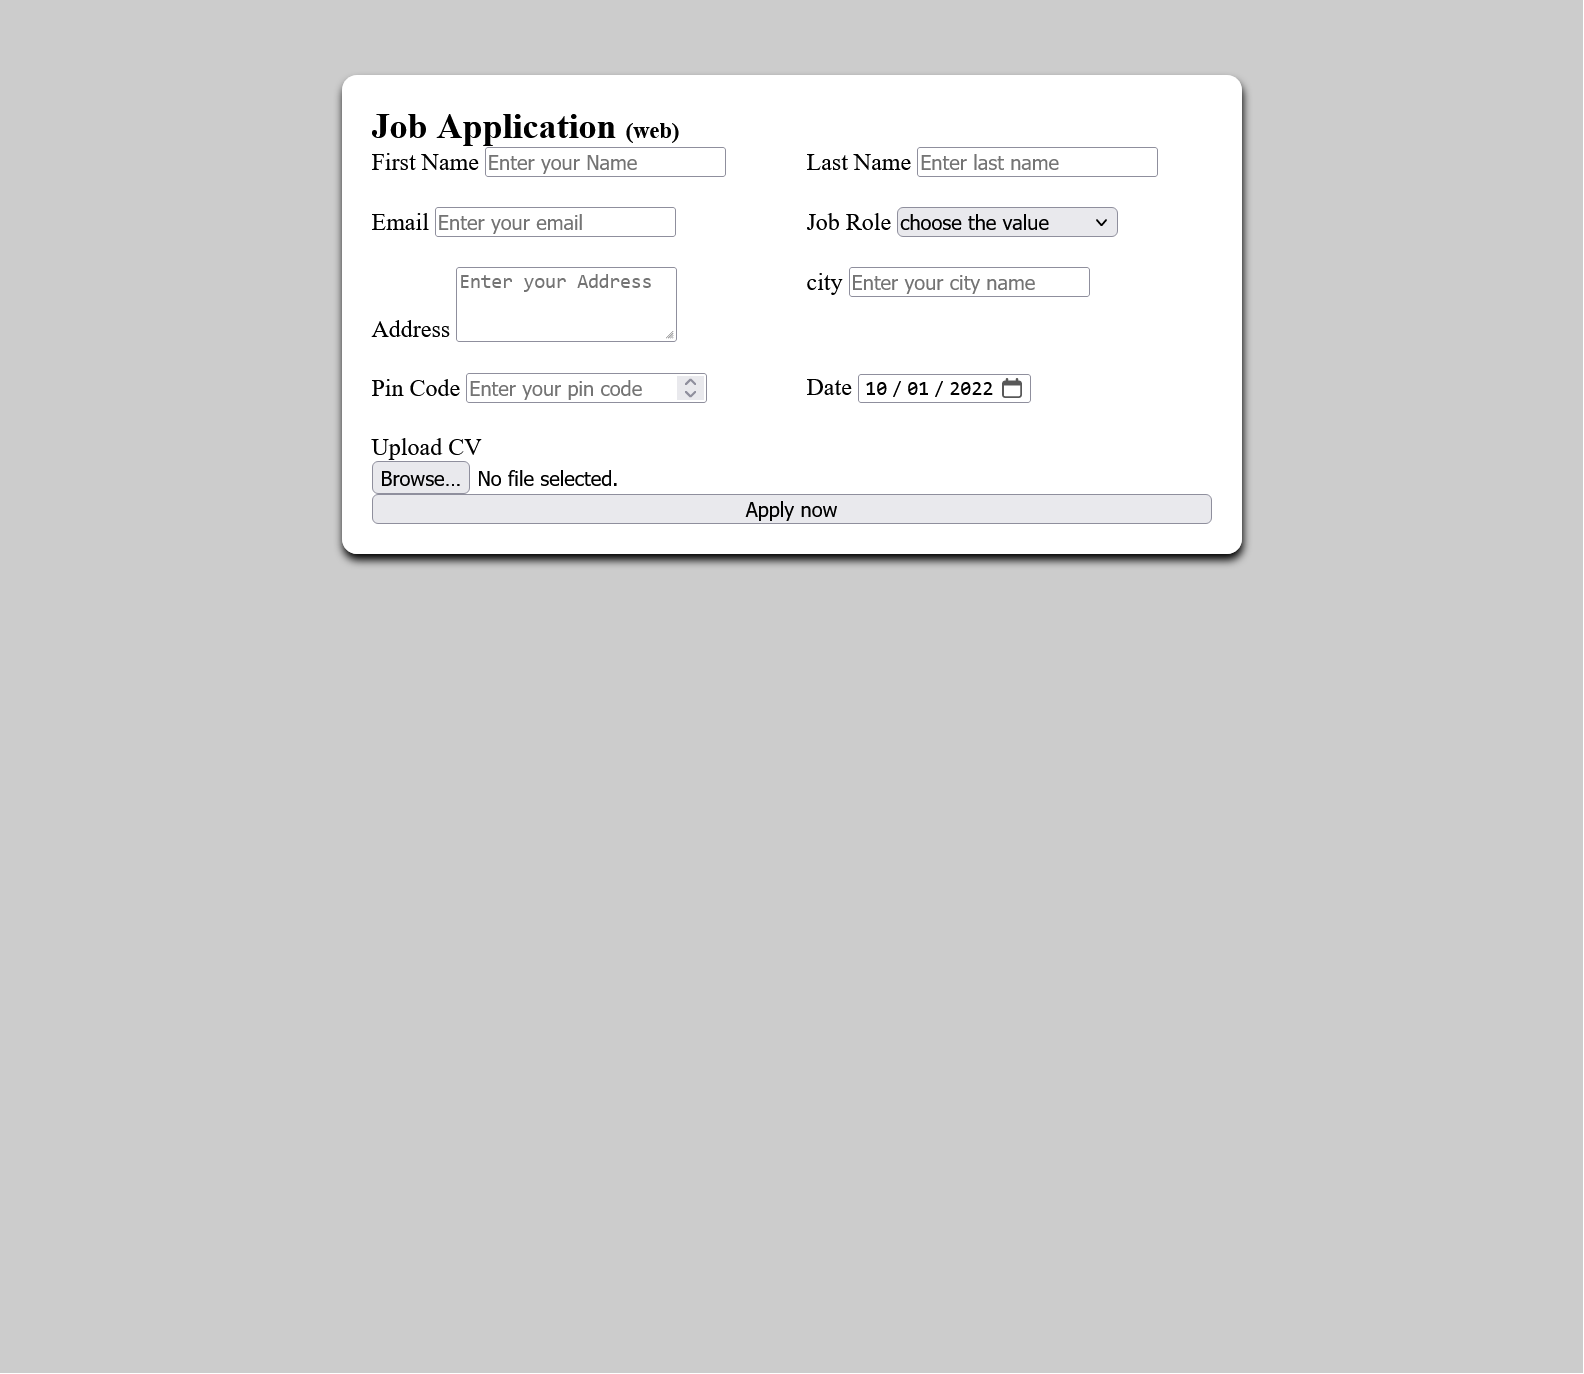 Job Application (web)
First Name Enter your Name Last Name Enter last name
Email Enter your email Job Role choose the value
Enter your Address city Enter your city name
Address
Pin Code Enter your pin code Date 10 / 01 / 2022
Upload CV
Browse... No file selected.
Apply now